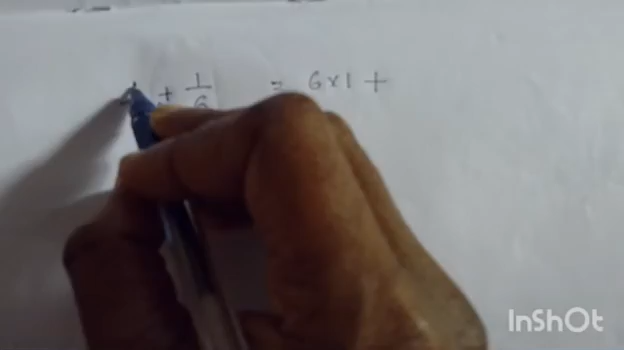 + 1/6 = 6×1 +
InShOt